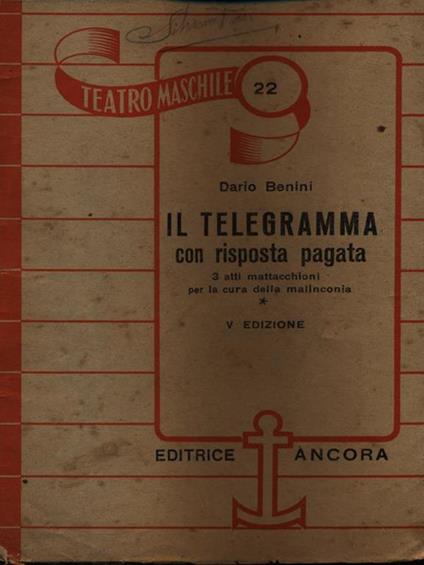 TEATRO MASCHILE
22
Dario Benini
IL TELEGRAMMA
con risposta pagata
3 atti mattacchioni
per la cura della malinconia
*
V EDIZIONE
EDITRICE ÀNCORA